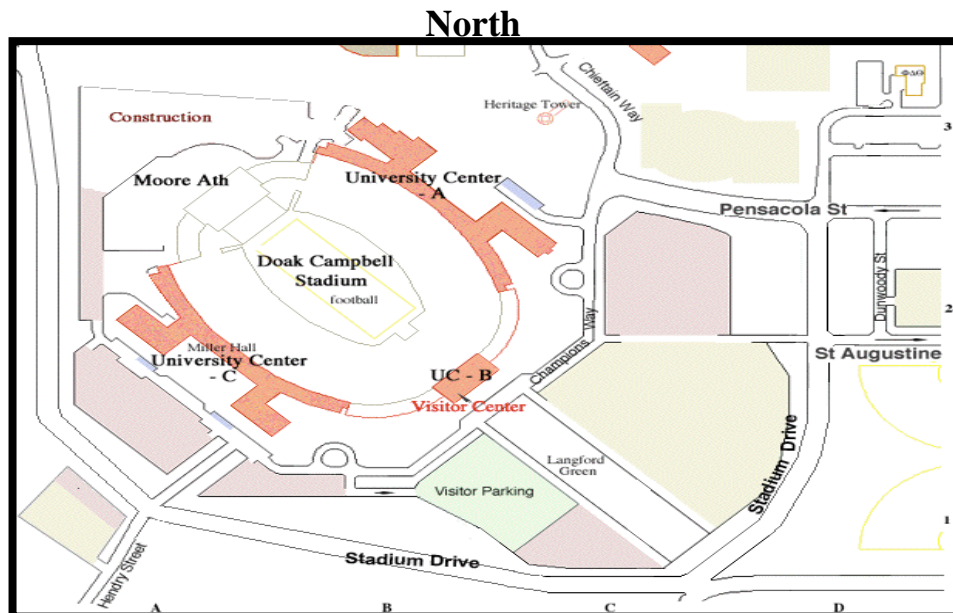 North
Construction
Heritage Tower
Chieftain Way
ΦΔΘ
3
Moore Ath
University Center
- A
Pensacola St
Doak Campbell
Stadium
football
Dunwoody St
2
Miller Hall
University Center
- C
UC - B
Visitor Center
Champions Way
St Augustine
Langford
Green
Visitor Parking
Stadium Drive
1
Stadium Drive
Hendry Street
A
B
C
D